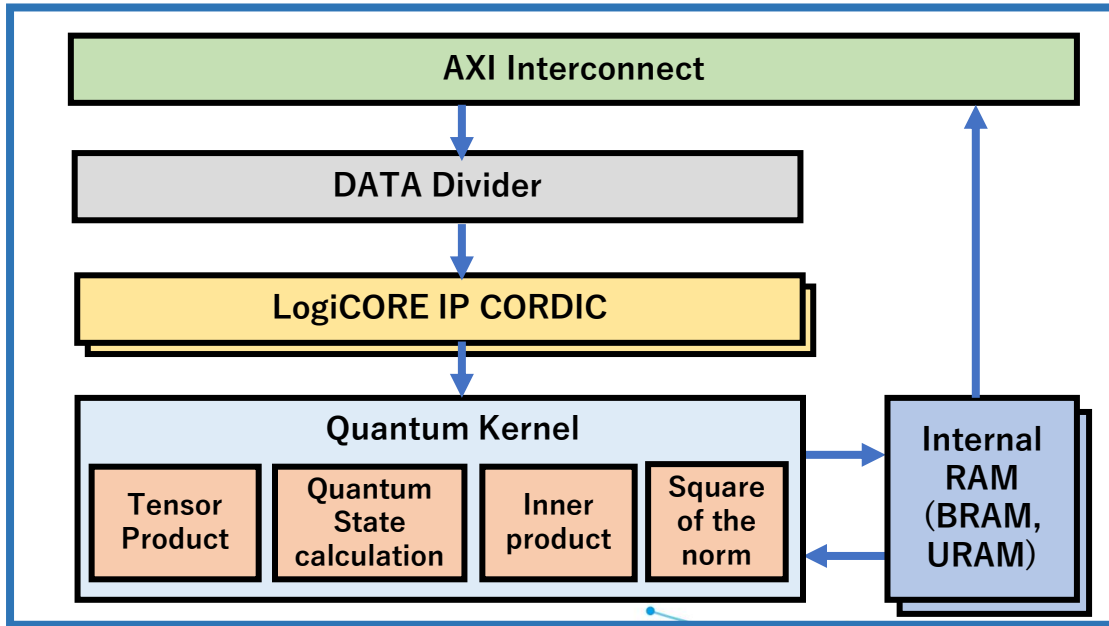 AXI Interconnect
DATA Divider
LogiCORE IP CORDIC
Quantum Kernel
Tensor
Product
Quantum
State
calculation
Inner
product
Square
of the
norm
Internal
RAM
(BRAM,
URAM)